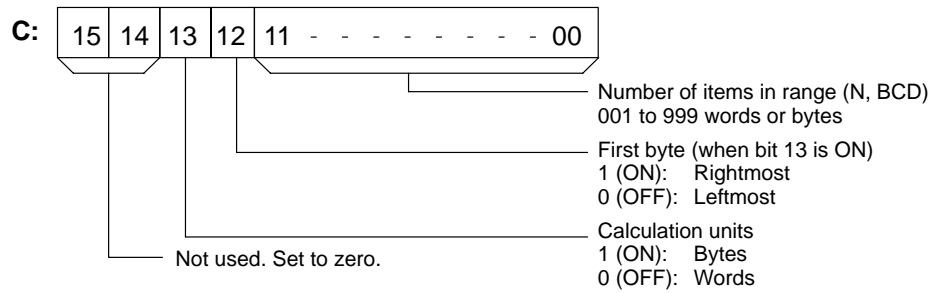 C: 15 14 13 12 11 - - - - - - - - 00
Number of items in range (N, BCD)
001 to 999 words or bytes
First byte (when bit 13 is ON)
1 (ON): Rightmost
0 (OFF): Leftmost
Calculation units
1 (ON): Bytes
0 (OFF): Words
Not used. Set to zero.